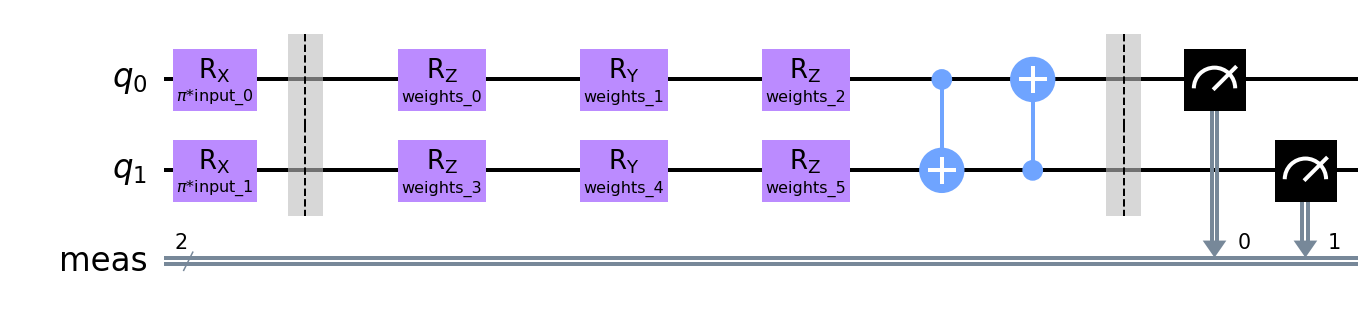 q0 RX π*input_0 RZ weights_0 RY weights_1 RZ weights_2
q1 RX π*input_1 RZ weights_3 RY weights_4 RZ weights_5
meas 2 0 1